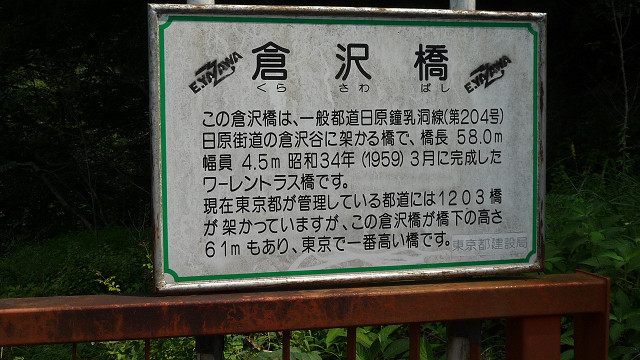 E.YAZAWA
倉沢橋
E.YAZAWA
くら さわ ばし
この倉沢橋は、一般都道日原鐘乳洞線(第204号)
日原街道の倉沢谷に架かる橋で、橋長 58.0m
幅員 4.5m 昭和34年(1959)3月に完成した
ワーレントラス橋です。
現在東京都が管理している都道には1203橋
が架かっていますが、この倉沢橋が橋下の高さ
61mもあり、東京で一番高い橋です。
東京都建設局